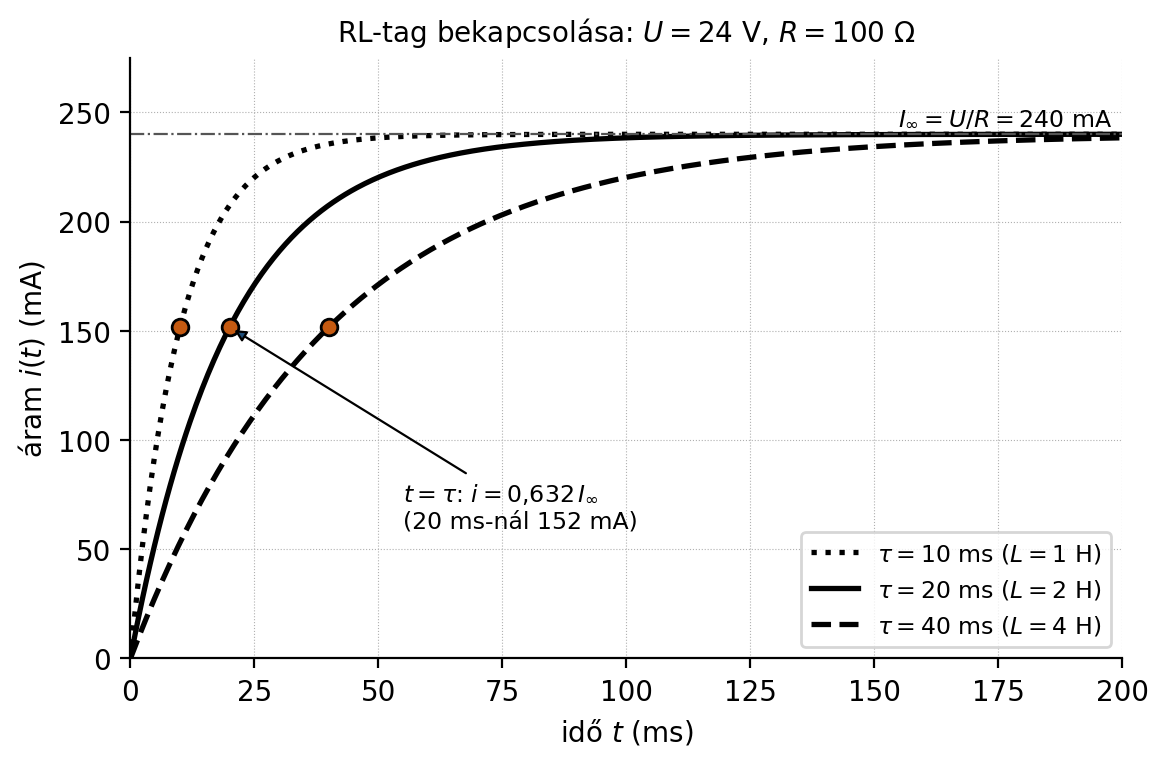 RL-tag bekapcsolása: U = 24 V, R = 100 Ω
áram i(t) (mA)
250
200
150
100
50
0
I∞ = U/R = 240 mA
t = τ: i = 0,632 I∞
(20 ms-nál 152 mA)
τ = 10 ms (L = 1 H)
τ = 20 ms (L = 2 H)
τ = 40 ms (L = 4 H)
0 25 50 75 100 125 150 175 200
idő t (ms)